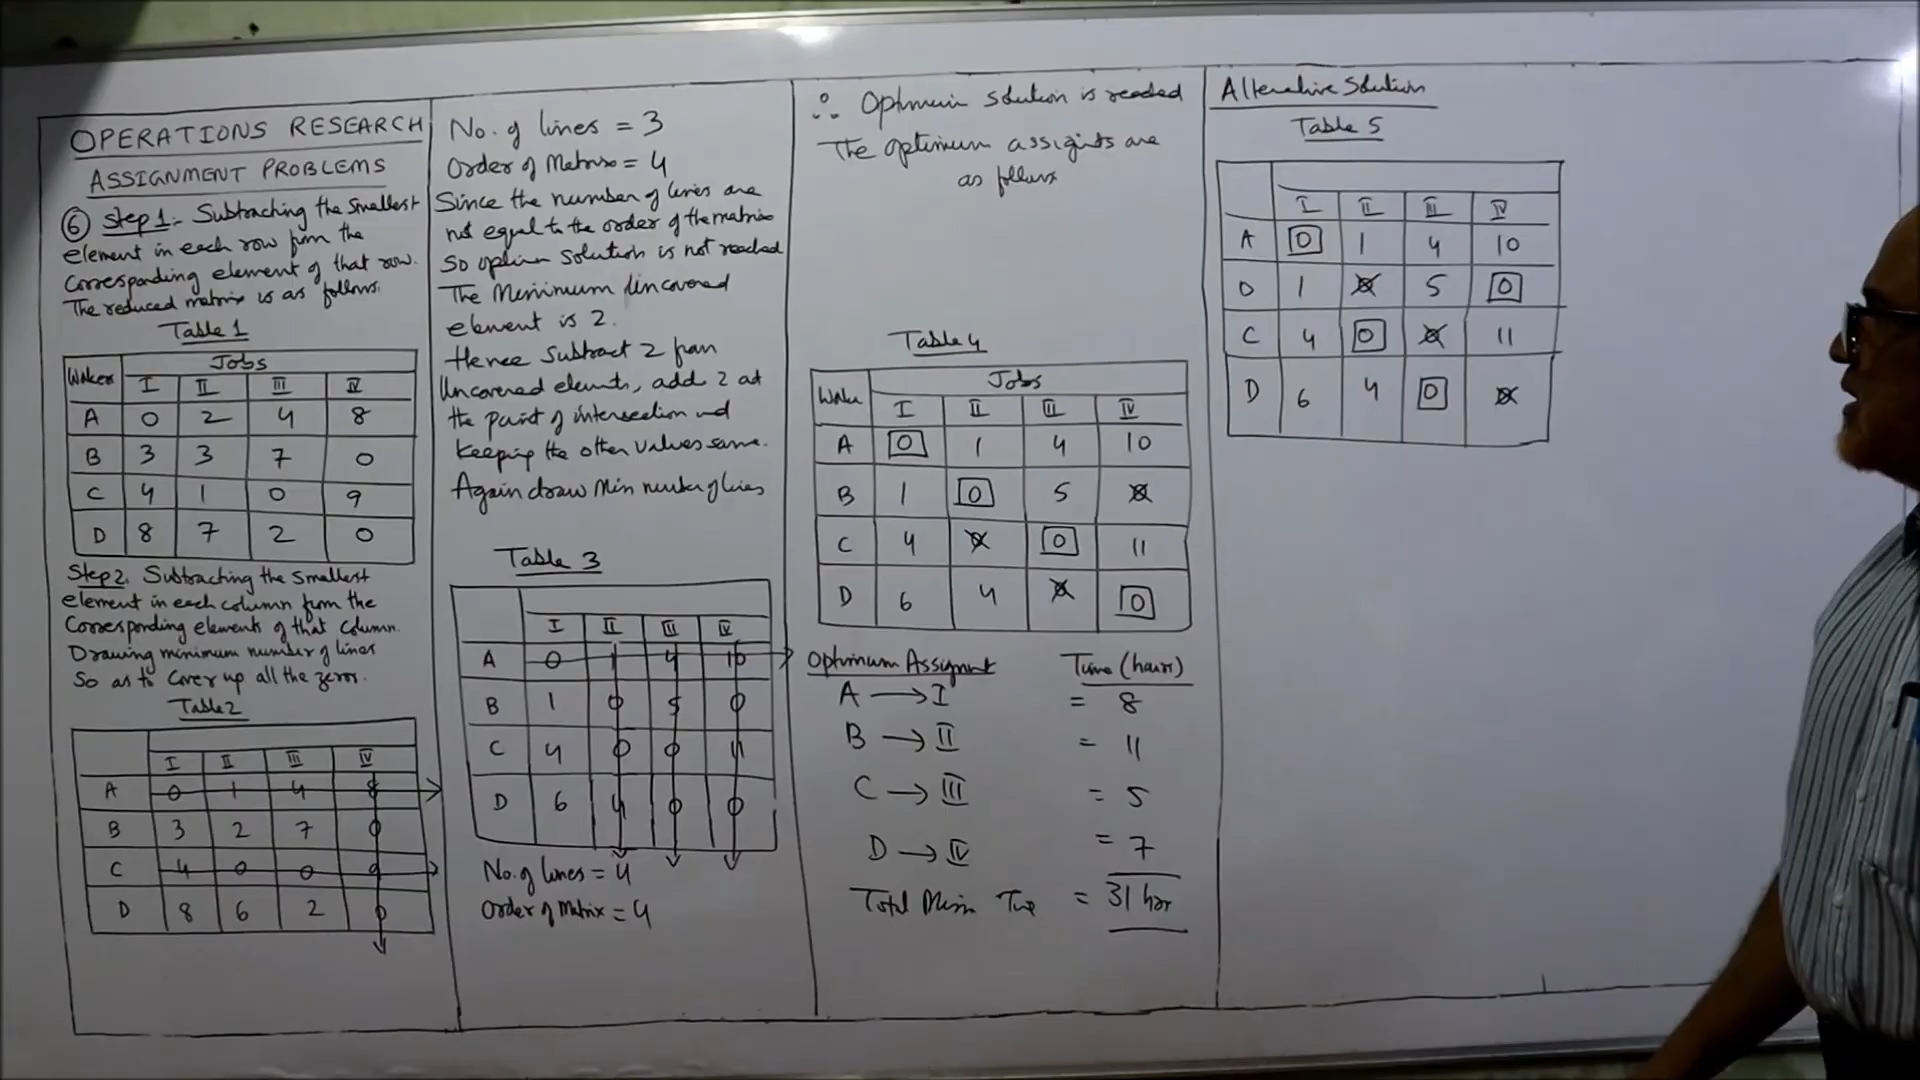 OPERATIONS RESEARCH
ASSIGNMENT PROBLEMS
⑥ Step 1:- Subtracting the smallest
element in each row from the
corresponding element of that row.
The reduced matrix is as follows.
Table 1
Jobs
Worker I II III IV
A 0 2 4 8
B 3 3 7 0
C 4 1 0 9
D 8 7 2 0
Step 2. Subtracting the smallest
element in each column from the
corresponding elements of that column.
Drawing minimum number of lines
So as to cover up all the zeros.
Table 2
I II III IV
A 0 1 4 8
B 3 2 7 0
C 4 0 0 9
D 8 6 2 0
No. of lines = 3
Order of Matrix = 4
Since the number of lines are
not equal to the order of the matrix
So optimum solution is not reached
The Minimum uncovered
element is 2.
Hence Subtract 2 from
uncovered elements, add 2 at
the point of intersection and
keeping the other values same.
Again draw Min number of lines
Table 3
I II III IV
A 0 1 4 10
B 1 0 5 0
C 4 0 0 11
D 6 4 0 0
No. of lines = 4
Order of Matrix = 4
∴ Optimum solution is reached
The optimum assignments are
as follows
Table 4
Jobs
I II III IV
A 0 1 4 10
B 1 0 5 0
C 4 0 0 11
D 6 4 0 0
Optimum Assignment Time (hours)
A → I = 8
B → II = 11
C → III = 5
D → IV = 7
Total Min = 31 hrs
Alternative Solution
Table 5
I II III IV
A 0 1 4 10
D 1 0 5 0
C 4 0 0 11
D 6 4 0 0